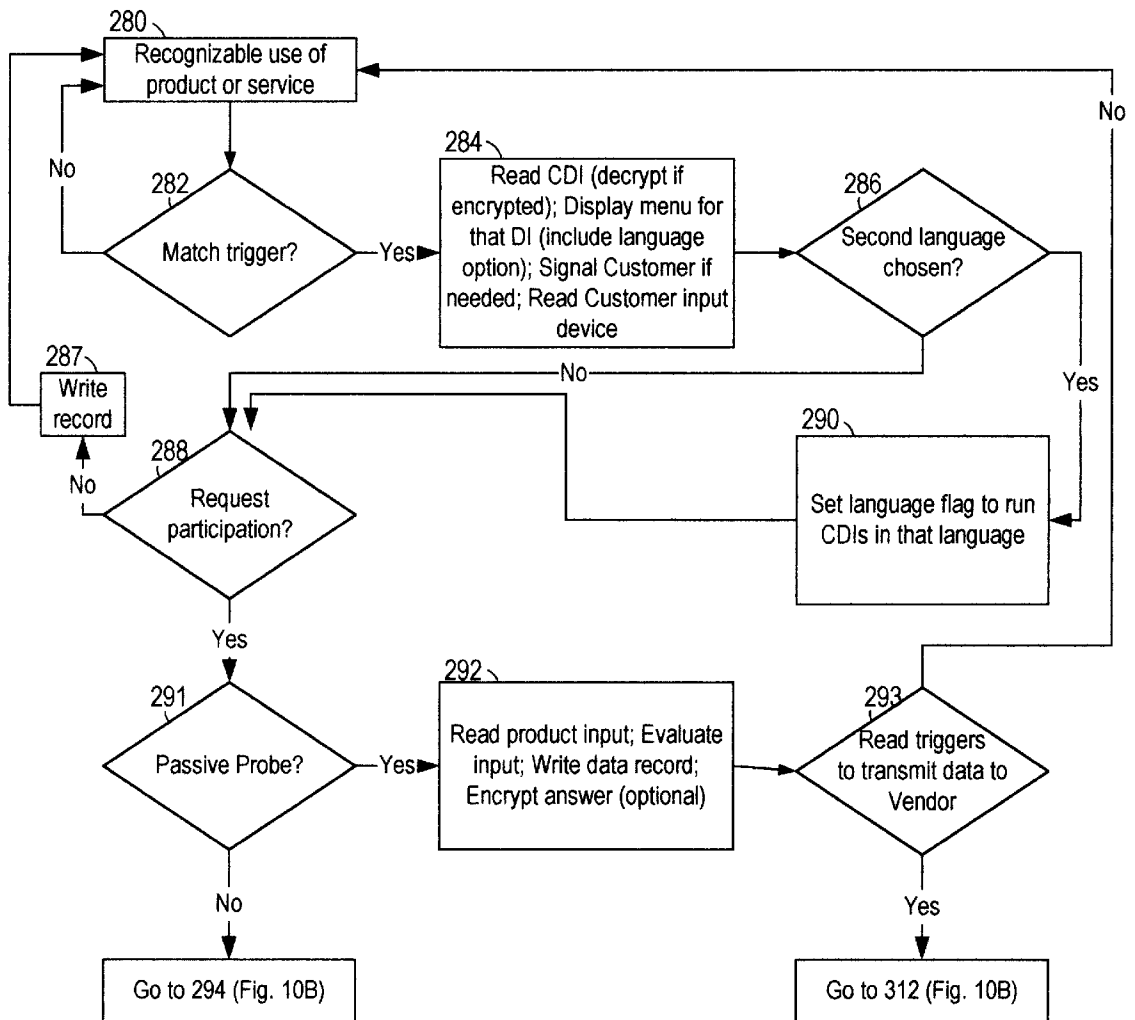 280
Recognizable use of
product or service
No
No
282
Match trigger?
Yes
284
Read CDI (decrypt if
encrypted); Display menu for
that DI (include language
option); Signal Customer if
needed; Read Customer input
device
286
Second language
chosen?
No
Yes
287
Write
record
288
No
Request
participation?
290
Set language flag to run
CDIs in that language
Yes
291
Passive Probe?
Yes
292
Read product input; Evaluate
input; Write data record;
Encrypt answer (optional)
293
Read triggers
to transmit data to
Vendor
No
Yes
Go to 294 (Fig. 10B)
Go to 312 (Fig. 10B)